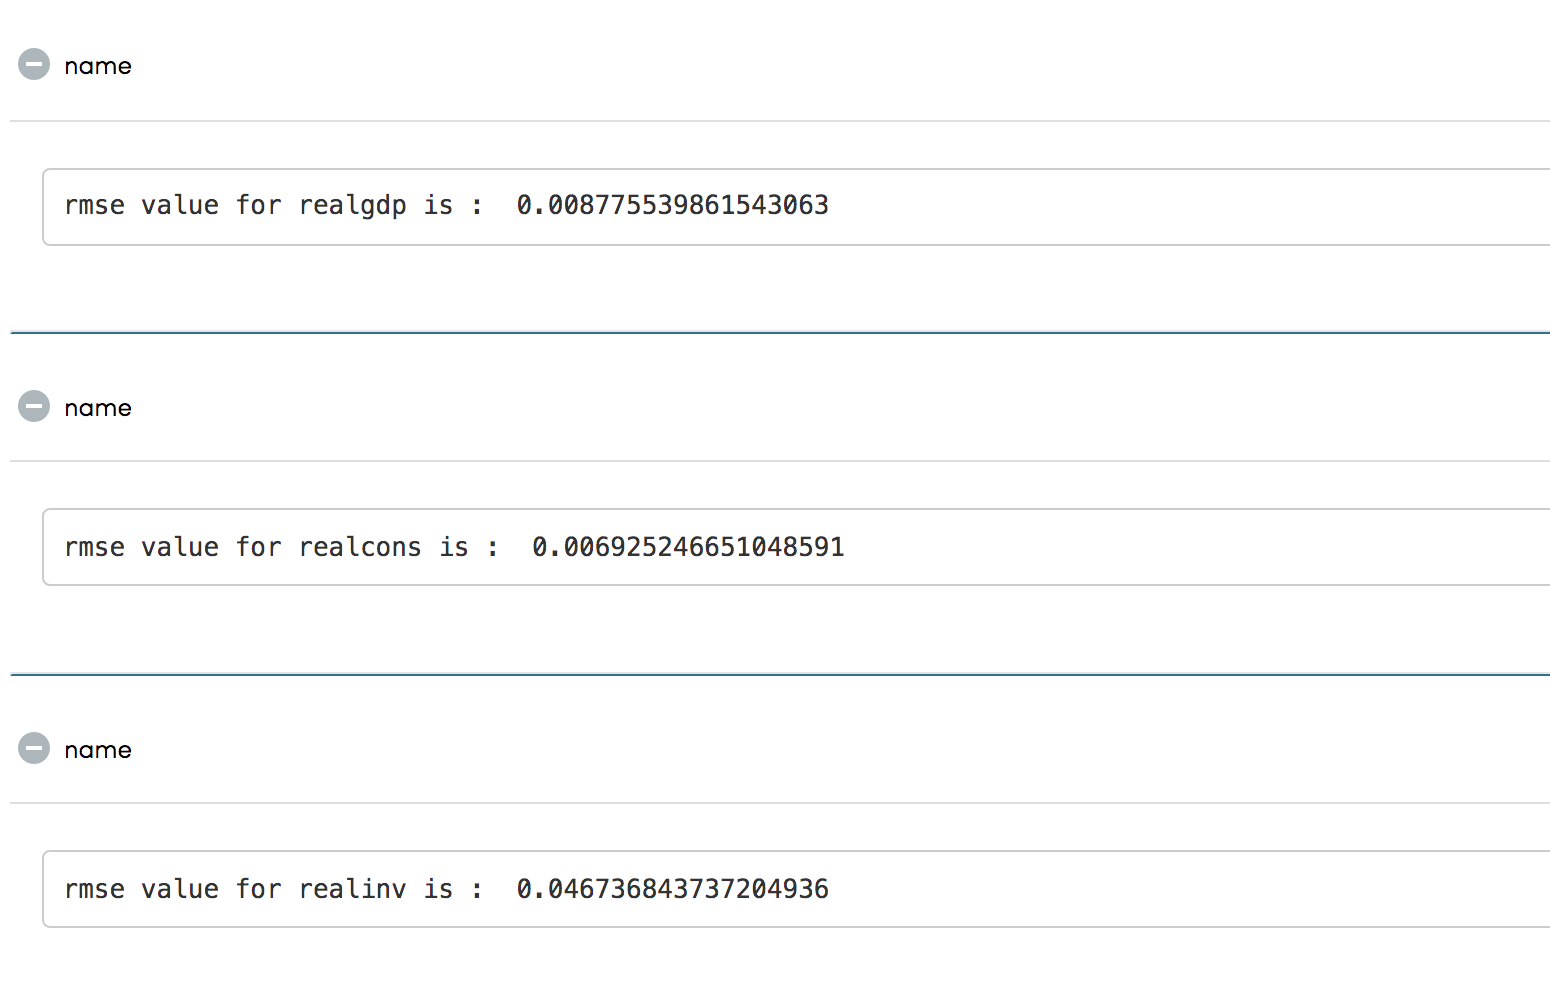 name
rmse value for realgdp is :  0.008775539861543063
name
rmse value for realcons is :  0.006925246651048591
name
rmse value for realinv is :  0.046736843737204936